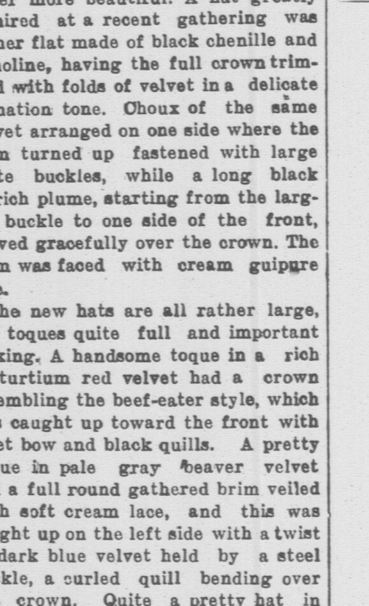 er more beautiful. A hat greatly
ired at a recent gathering was
her flat made of black chenille and
oline, having the full crown trim-
d with folds of velvet in a delicate
nation tone. Choux of the same
vet arranged on one side where the
m turned up fastened with large
te buckles, while a long black
rich plume, starting from the larg-
buckle to one side of the front,
ved gracefully over the crown. The
m was faced with cream guipure
e.
he new hats are all rather large,
toques quite full and important
king. A handsome toque in a rich
turtium red velvet had a crown
embling the beef-eater style, which
s caught up toward the front with
et bow and black quills. A pretty
ue in pale gray beaver velvet
a full round gathered brim veiled
h soft cream lace, and this was
ght up on the left side with a twist
dark blue velvet held by a steel
kle, a curled quill bending over
crown. Quite a pretty hat in